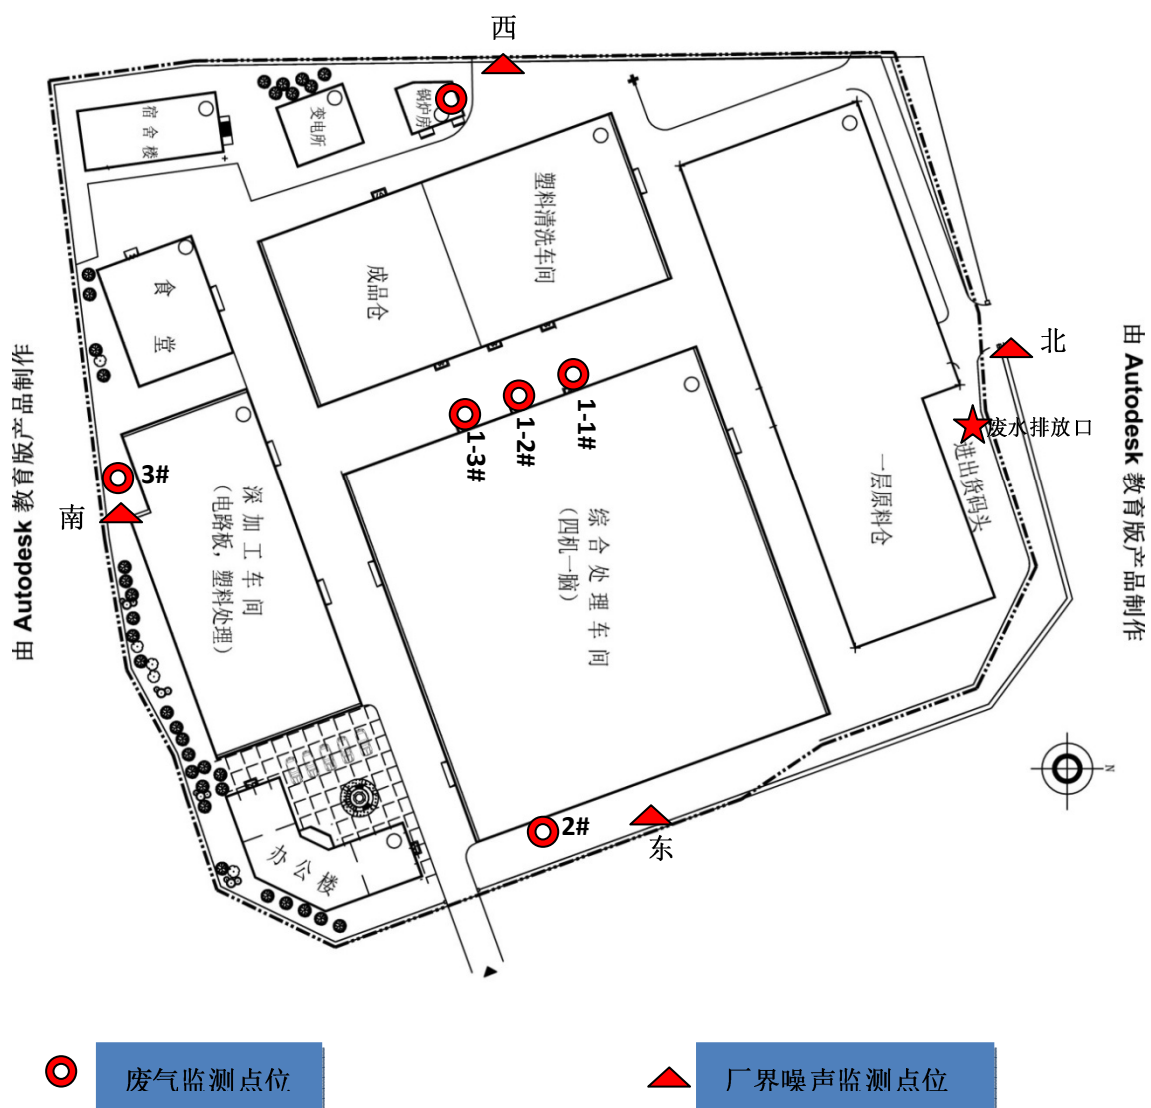 西
宿舍楼
变电所
锅炉房
塑料清洗车间
成品仓
食堂
北
废水排放口
进出货码头
一层原料仓
1-1#
1-2#
1-3#
3#
南
深加工车间
（电路板，塑料处理）
综合处理车间
（四机一脑）
N
2#
东
办公楼
由 Autodesk 教育版产品制作
由 Autodesk 教育版产品制作
废气监测点位
厂界噪声监测点位